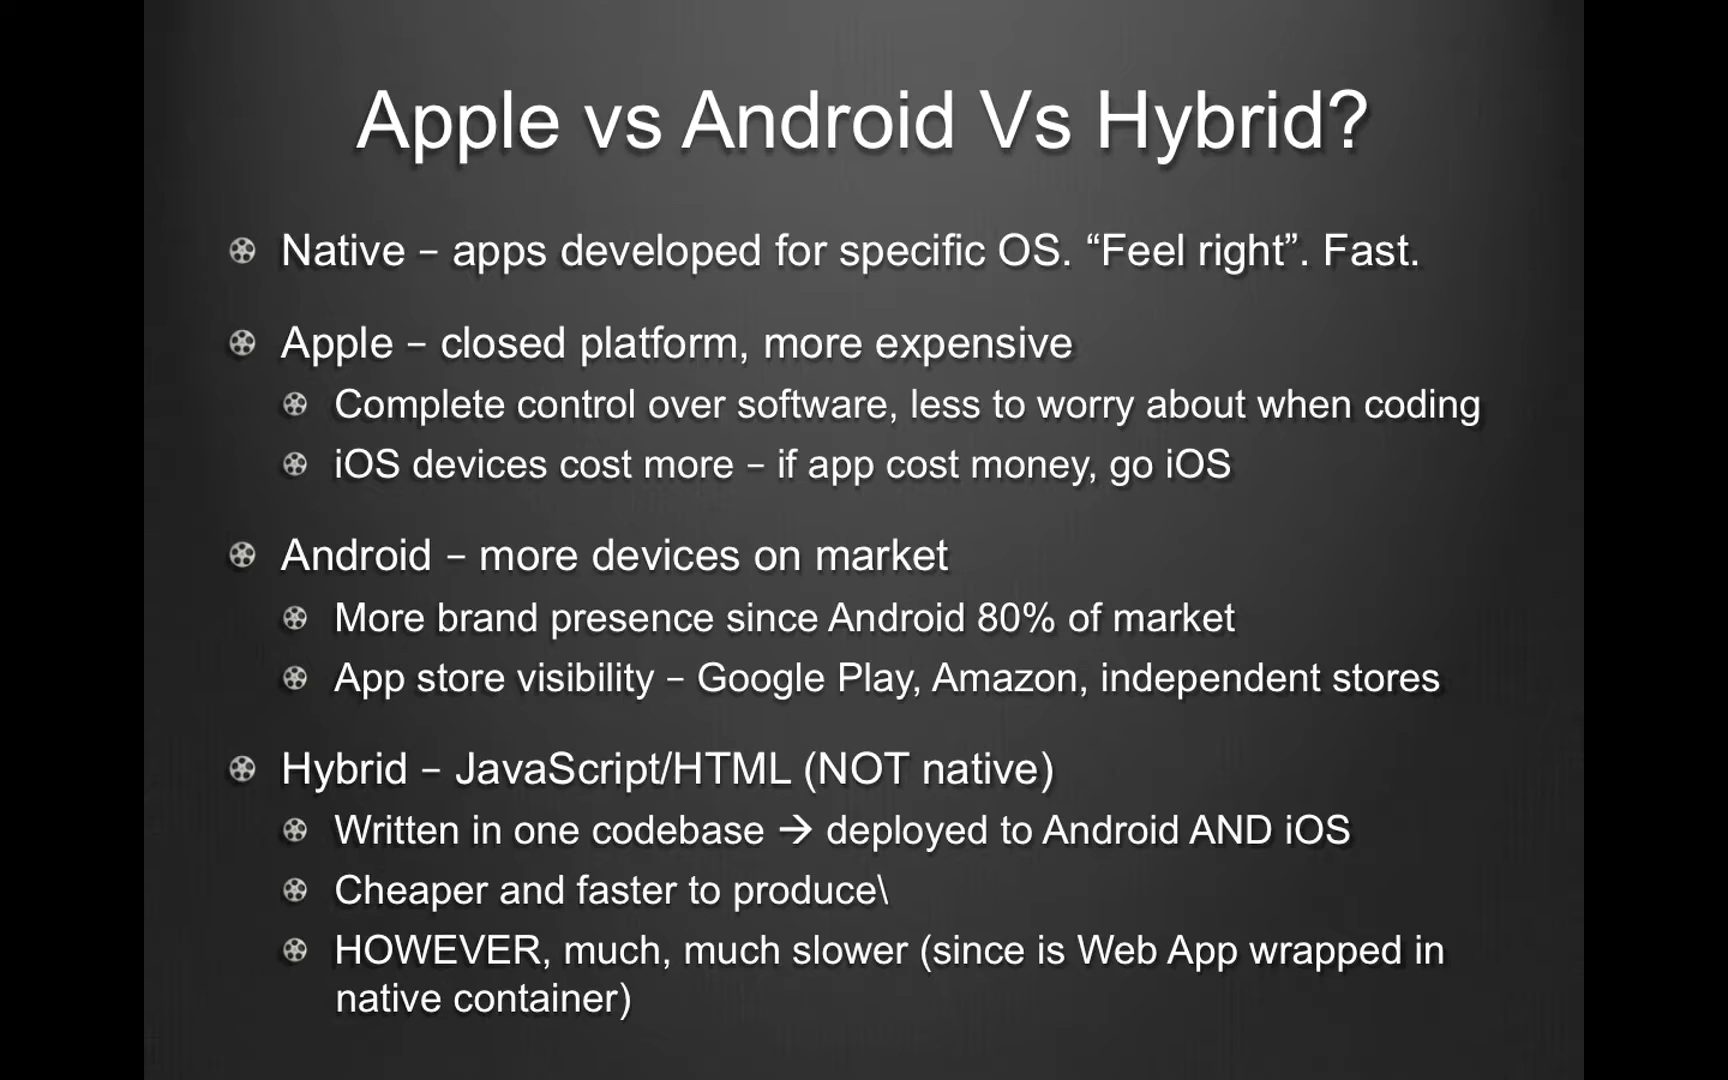 Apple vs Android Vs Hybrid?
Native – apps developed for specific OS. “Feel right”. Fast.
Apple – closed platform, more expensive
Complete control over software, less to worry about when coding
iOS devices cost more – if app cost money, go iOS
Android – more devices on market
More brand presence since Android 80% of market
App store visibility – Google Play, Amazon, independent stores
Hybrid – JavaScript/HTML (NOT native)
Written in one codebase → deployed to Android AND iOS
Cheaper and faster to produce\
HOWEVER, much, much slower (since is Web App wrapped in
native container)